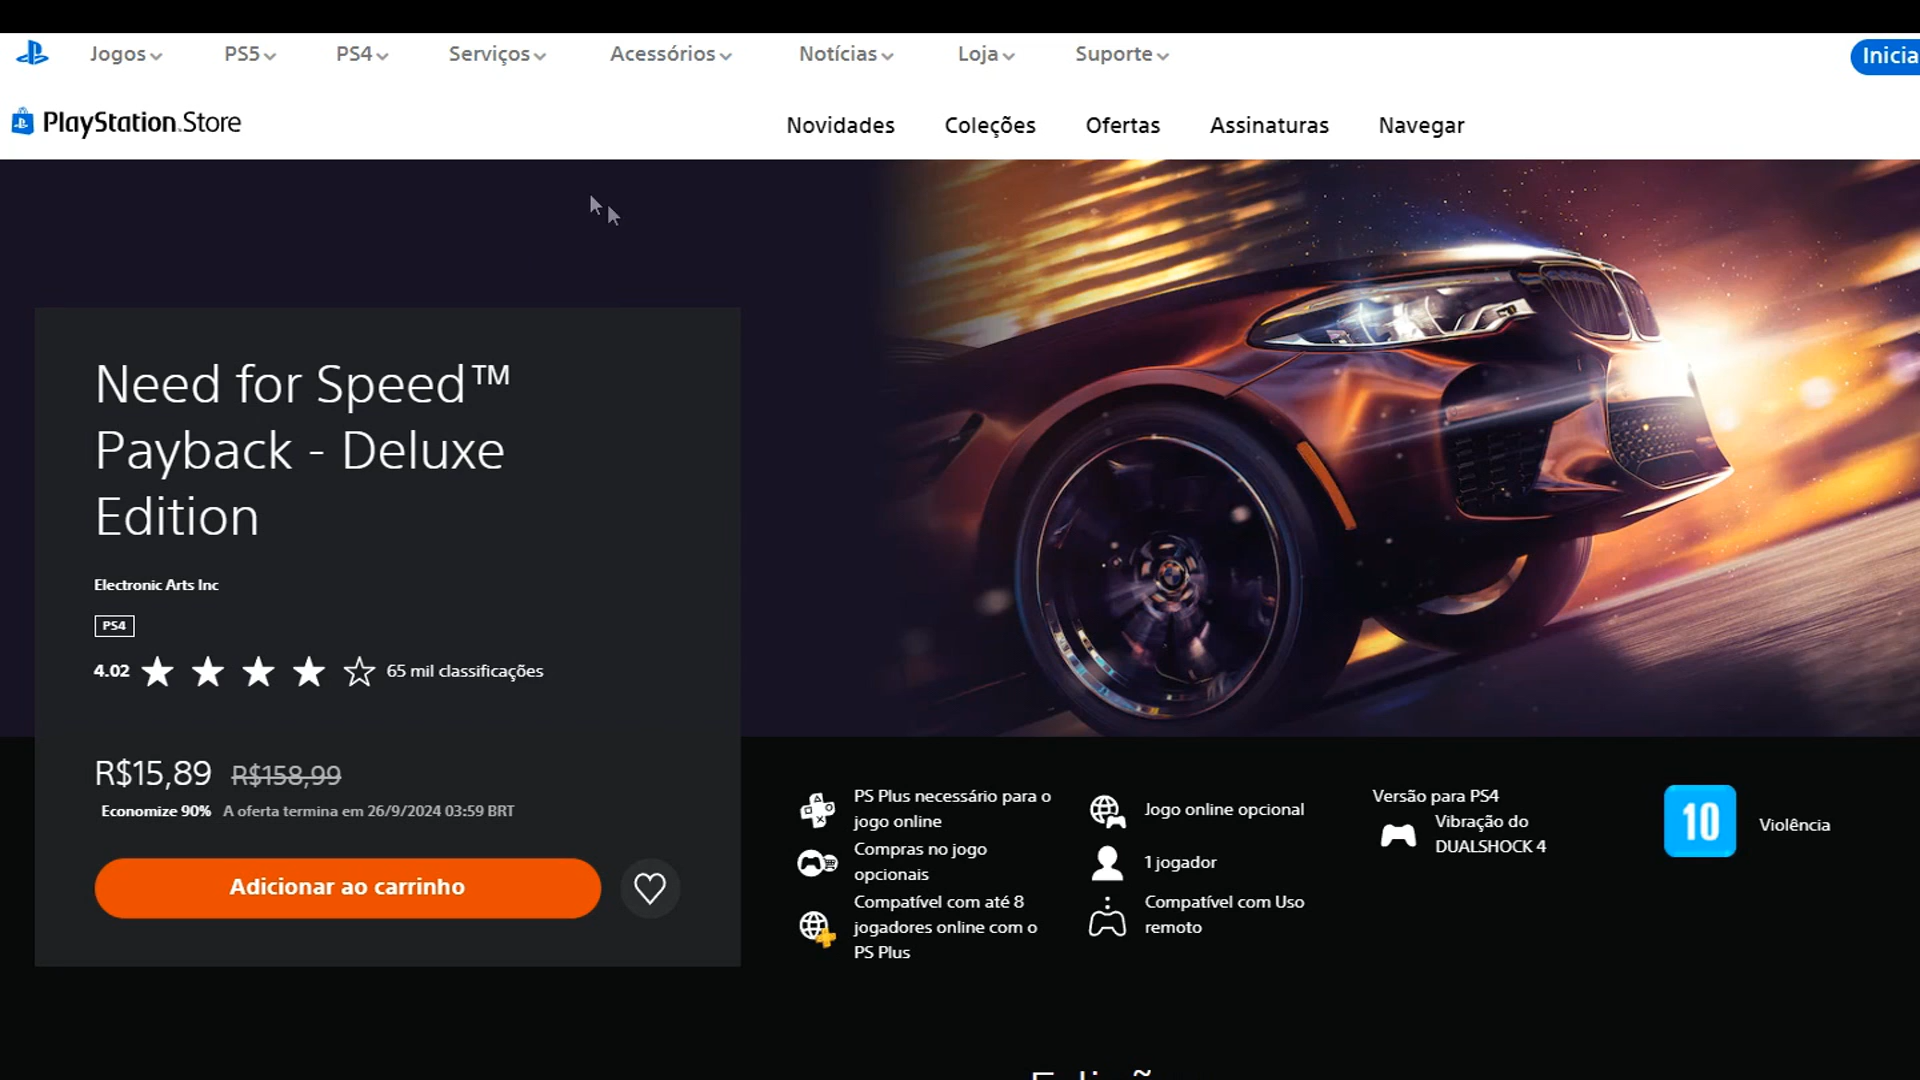 Jogos
PS5
PS4
Serviços
Acessórios
Notícias
Loja
Suporte
Inicia
PlayStation Store
Novidades
Coleções
Ofertas
Assinaturas
Navegar
Need for Speed™
Payback - Deluxe
Edition
Electronic Arts Inc
PS4
4.02
65 mil classificações
R$15,89 R$158,99
Economize 90% A oferta termina em 26/9/2024 03:59 BRT
Adicionar ao carrinho
PS Plus necessário para o
jogo online
Compras no jogo
opcionais
Compatível com até 8
jogadores online com o
PS Plus
Jogo online opcional
1 jogador
Compatível com Uso
remoto
Versão para PS4
Vibração do
DUALSHOCK 4
10
Violência